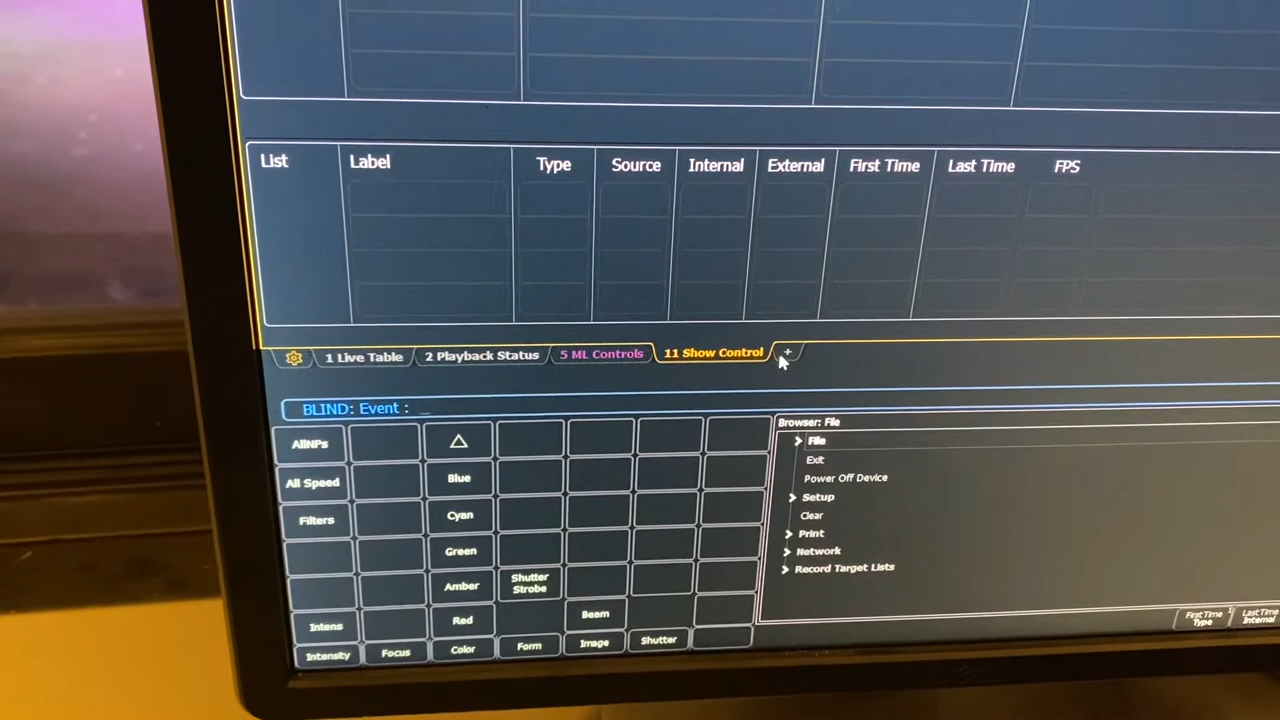 List Label Type Source Internal External First Time Last Time FPS
1 Live Table 2 Playback Status 5 ML Controls 11 Show Control +
BLIND: Event : _
AllNPs △
All Speed Blue
Filters Cyan
Green
Amber Shutter Strobe
Intens Red Beam
Intensity Focus Color Form Image Shutter
Browser: File
File
Exit
Power Off Device
Setup
Clear
Print
Network
Record Target Lists
First Time
Type
Last Time
Internal